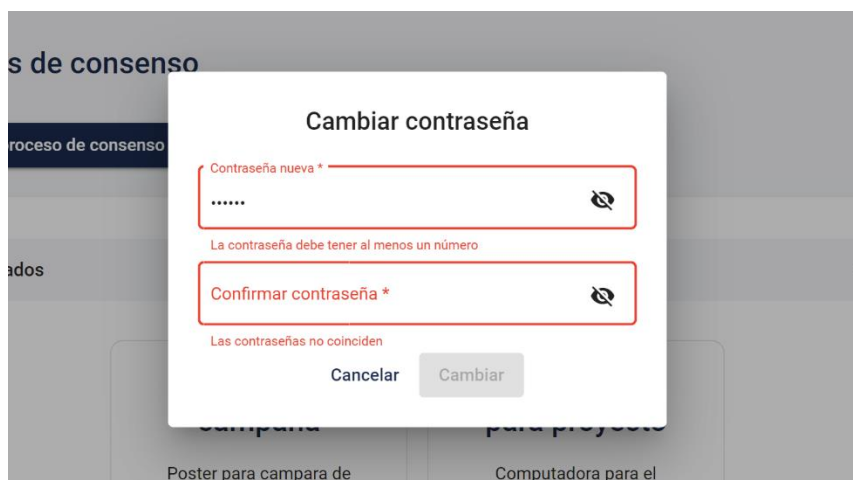 s de consenso
roceso de consenso
Cambiar contraseña
Contraseña nueva *
La contraseña debe tener al menos un número
ados
Confirmar contraseña *
Las contraseñas no coinciden
Cancelar
Cambiar
campaña
para proyecto
Poster para campara de
Computadora para el